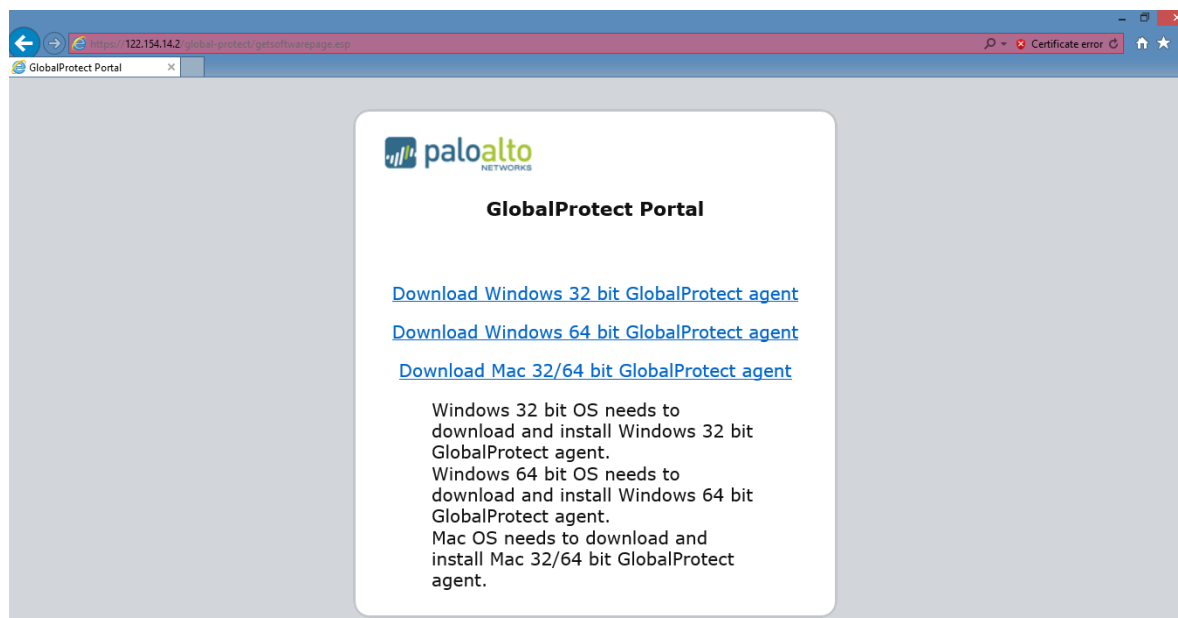 https://122.154.14.2/global-protect/getsoftwarepage.esp
Certificate error
GlobalProtect Portal
paloalto
NETWORKS
GlobalProtect Portal
Download Windows 32 bit GlobalProtect agent
Download Windows 64 bit GlobalProtect agent
Download Mac 32/64 bit GlobalProtect agent
Windows 32 bit OS needs to
download and install Windows 32 bit
GlobalProtect agent.
Windows 64 bit OS needs to
download and install Windows 64 bit
GlobalProtect agent.
Mac OS needs to download and
install Mac 32/64 bit GlobalProtect
agent.